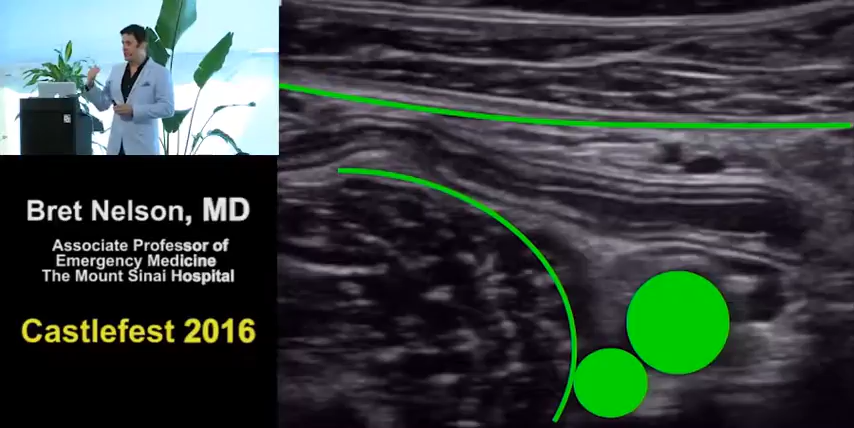 Bret Nelson, MD
Associate Professor of
Emergency Medicine
The Mount Sinai Hospital
Castlefest 2016